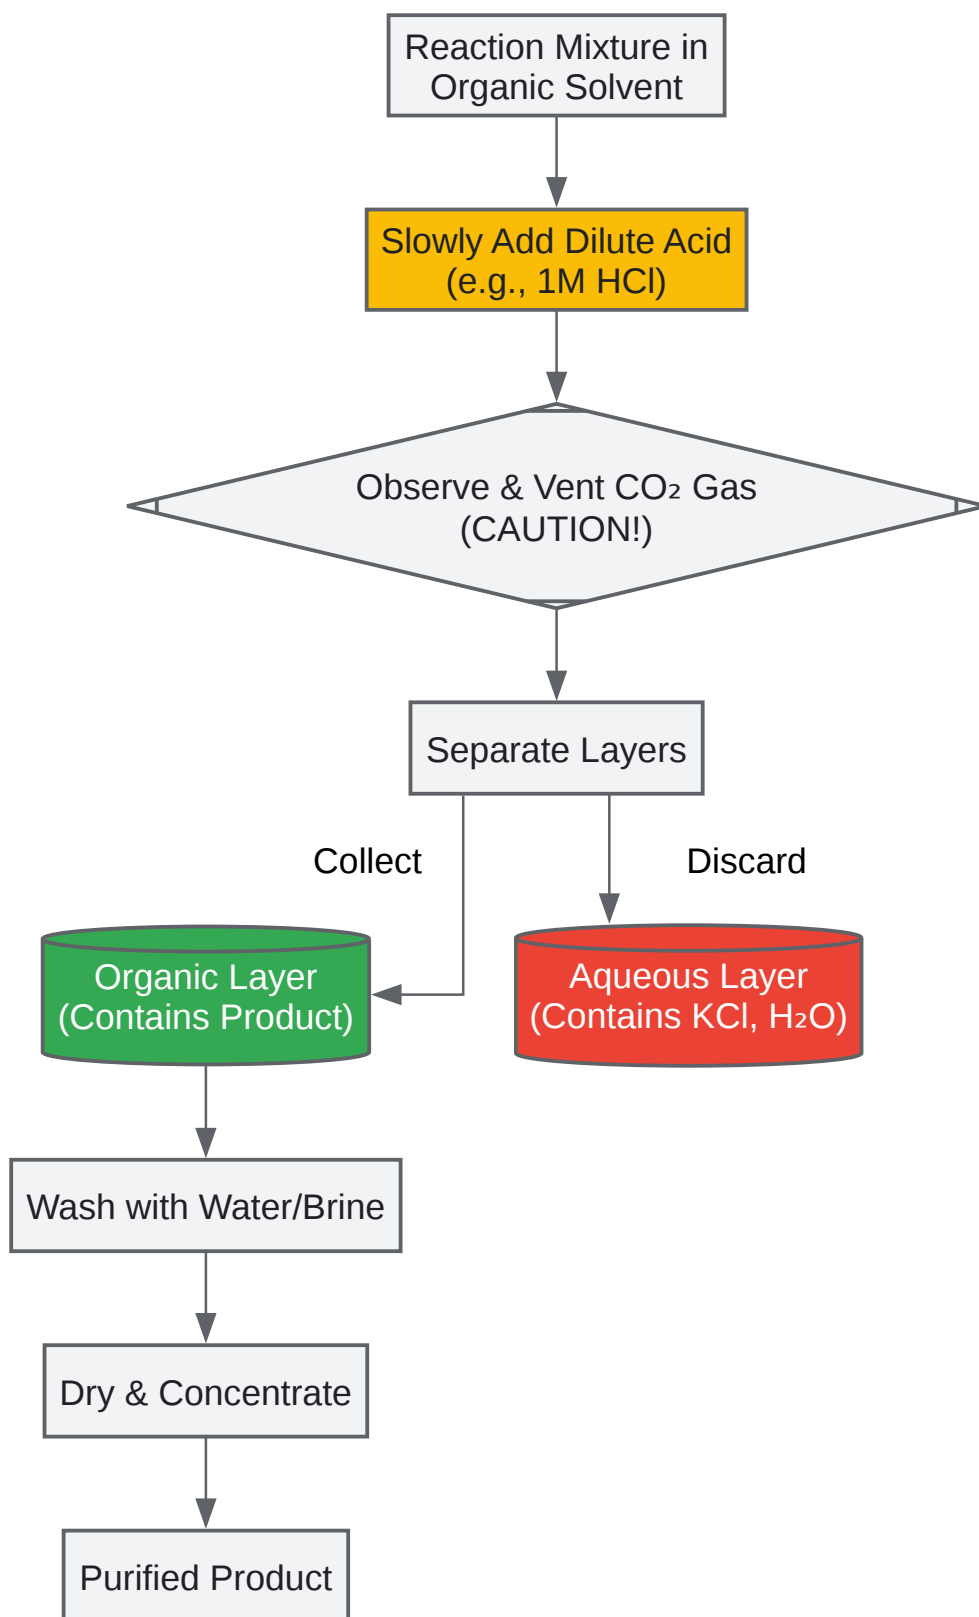 Reaction Mixture in
Organic Solvent
Slowly Add Dilute Acid
(e.g., 1M HCl)
Observe & Vent CO₂ Gas
(CAUTION!)
Separate Layers
Collect
Discard
Organic Layer
(Contains Product)
Aqueous Layer
(Contains KCl, H₂O)
Wash with Water/Brine
Dry & Concentrate
Purified Product